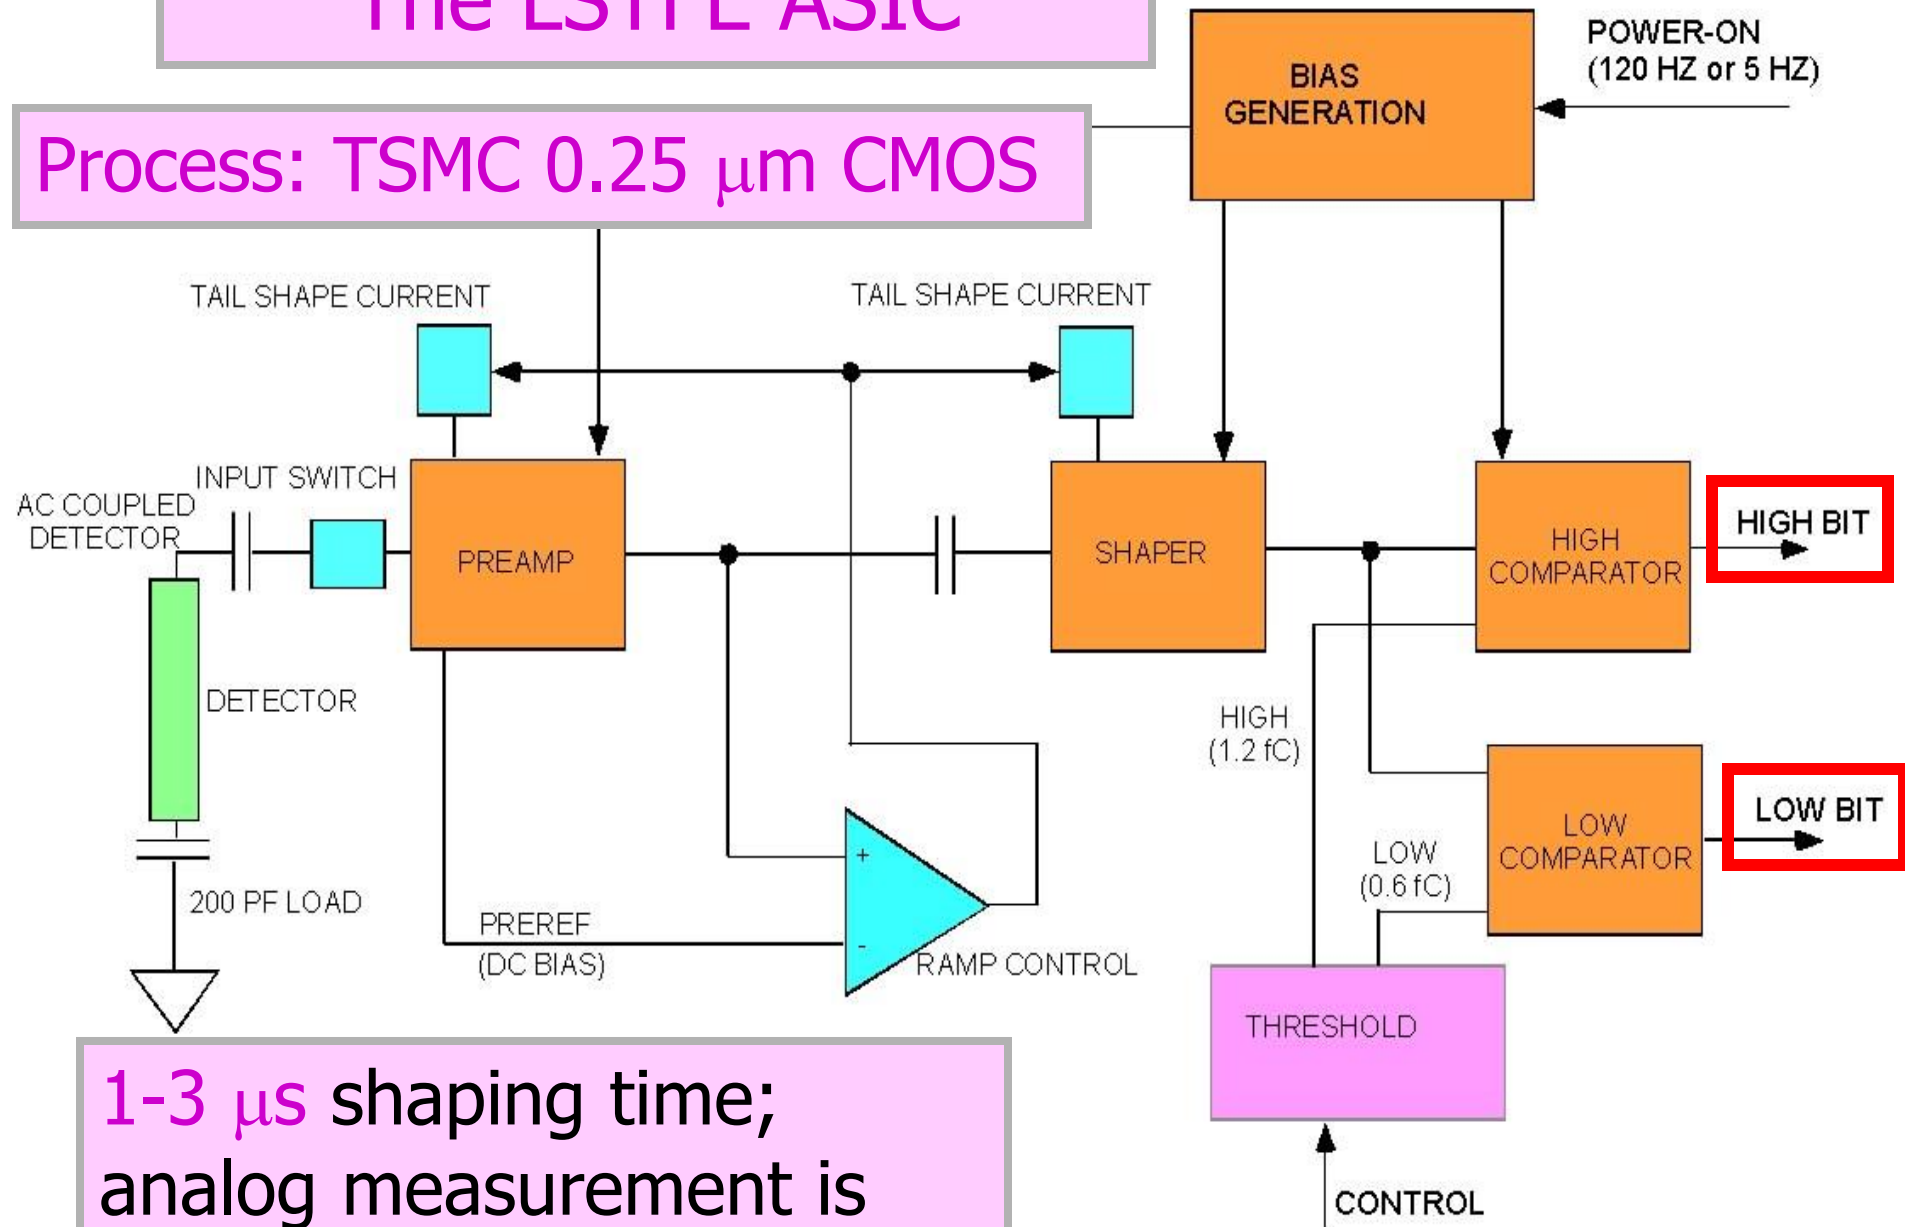 The LSTFE ASIC
Process: TSMC 0.25 μm CMOS
BIAS
GENERATION
POWER-ON
(120 HZ or 5 HZ)
TAIL SHAPE CURRENT
TAIL SHAPE CURRENT
INPUT SWITCH
AC COUPLED
DETECTOR
PREAMP
SHAPER
HIGH
COMPARATOR
HIGH BIT
DETECTOR
HIGH
(1.2 fC)
LOW
COMPARATOR
LOW BIT
LOW
(0.6 fC)
+
-
200 PF LOAD
PREREF
(DC BIAS)
RAMP CONTROL
THRESHOLD
1-3 μs shaping time;
analog measurement is
CONTROL